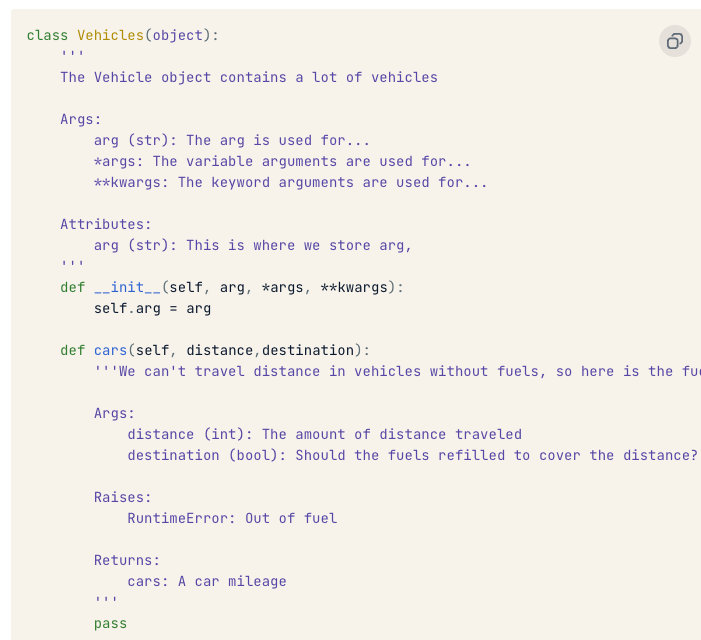 class Vehicles(object):
    '''
    The Vehicle object contains a lot of vehicles

    Args:
        arg (str): The arg is used for...
        *args: The variable arguments are used for...
        **kwargs: The keyword arguments are used for...

    Attributes:
        arg (str): This is where we store arg,
    '''
    def __init__(self, arg, *args, **kwargs):
        self.arg = arg

    def cars(self, distance,destination):
        '''We can't travel distance in vehicles without fuels, so here is the

        Args:
            distance (int): The amount of distance traveled
            destination (bool): Should the fuels refilled to cover the distance?

        Raises:
            RuntimeError: Out of fuel

        Returns:
            cars: A car mileage
        '''
        pass